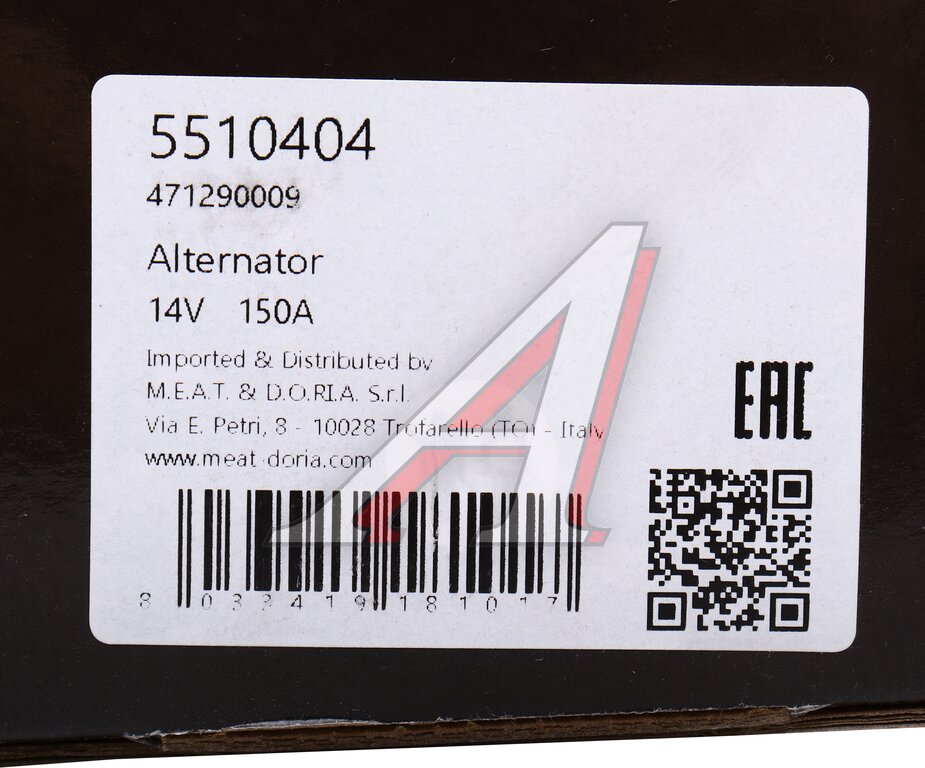 5510404
471290009
Alternator
14V 150A
Imported & Distributed by
M.E.A.T. & D.O.RI.A. S.r.l.
Via E. Petri, 8 - 10028 Trofarello (TO) - Italy
www.meat-doria.com
EAC
8 033419 181017